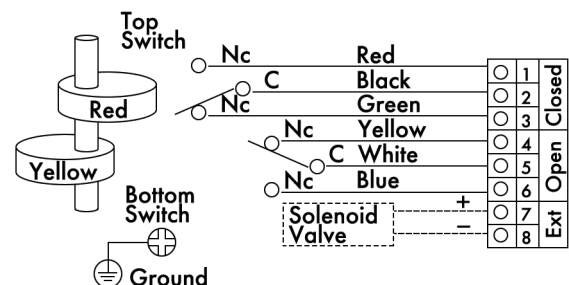 Top
Switch
Nc Red
C Black
Nc Green
Nc Yellow
C White
Nc Blue
Red
Yellow
Bottom
Switch
Ground
Solenoid
Valve
+
−
1
2
3
4
5
6
7
8
Closed
Open
Ext